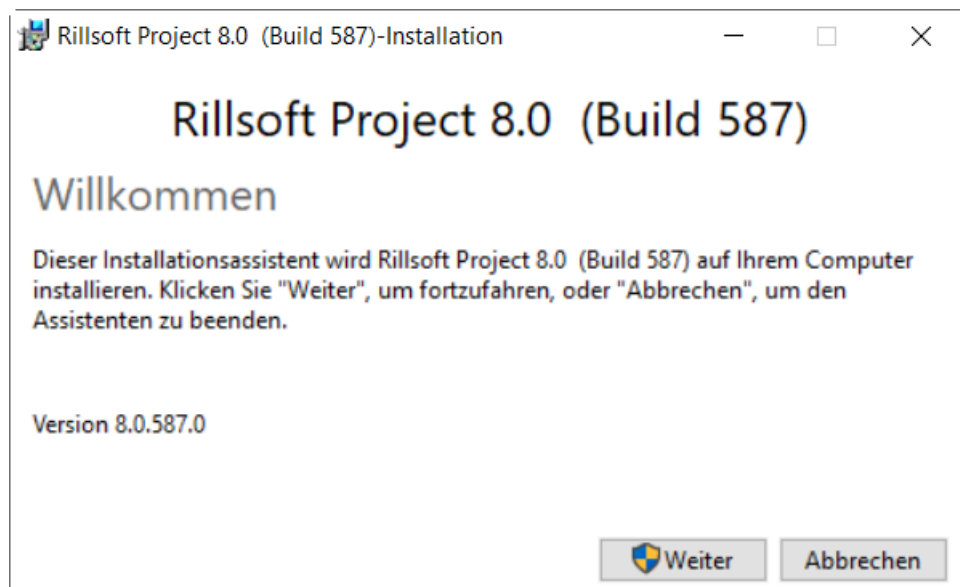 Rillsoft Project 8.0  (Build 587)-Installation
Rillsoft Project 8.0  (Build 587)
Willkommen
Dieser Installationsassistent wird Rillsoft Project 8.0  (Build 587) auf Ihrem Computer
installieren. Klicken Sie "Weiter", um fortzufahren, oder "Abbrechen", um den
Assistenten zu beenden.
Version 8.0.587.0
Weiter
Abbrechen